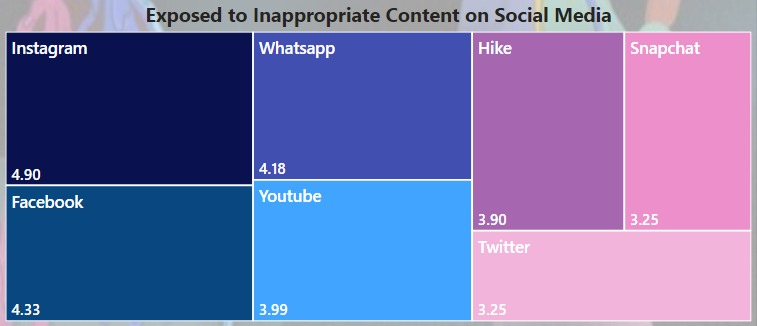 Exposed to Inappropriate Content on Social Media
Instagram
4.90
Facebook
4.33
Whatsapp
4.18
Youtube
3.99
Hike
3.90
Snapchat
3.25
Twitter
3.25